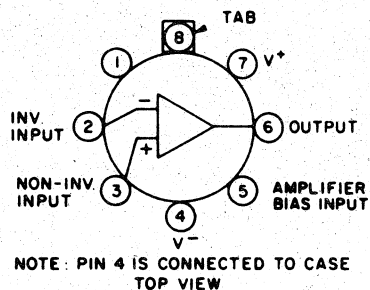 TAB
8
1
7 V+
INV.
INPUT
2
-
+
6 OUTPUT
NON-INV.
INPUT
3
5 AMPLIFIER
BIAS INPUT
4
V-
NOTE: PIN 4 IS CONNECTED TO CASE
TOP VIEW